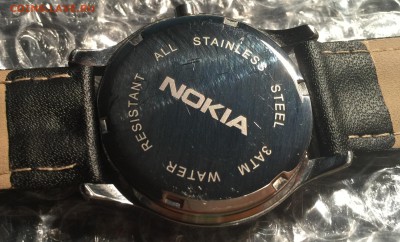 NOKIA
ALL STAINLESS STEEL
3ATM WATER RESISTANT